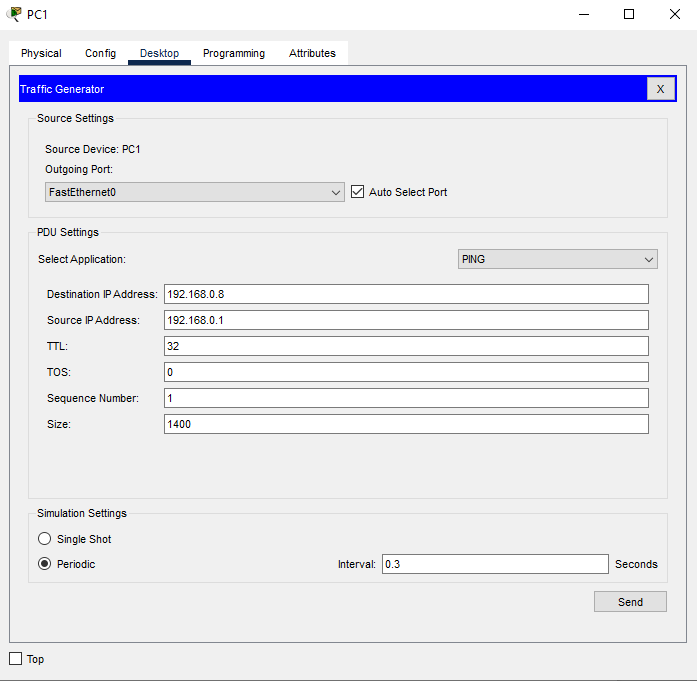 PC1
Physical Config Desktop Programming Attributes
Traffic Generator X
Source Settings
Source Device: PC1
Outgoing Port:
FastEthernet0 Auto Select Port
PDU Settings
Select Application: PING
Destination IP Address: 192.168.0.8
Source IP Address: 192.168.0.1
TTL: 32
TOS: 0
Sequence Number: 1
Size: 1400
Simulation Settings
Single Shot
Periodic Interval: 0.3 Seconds
Send
Top